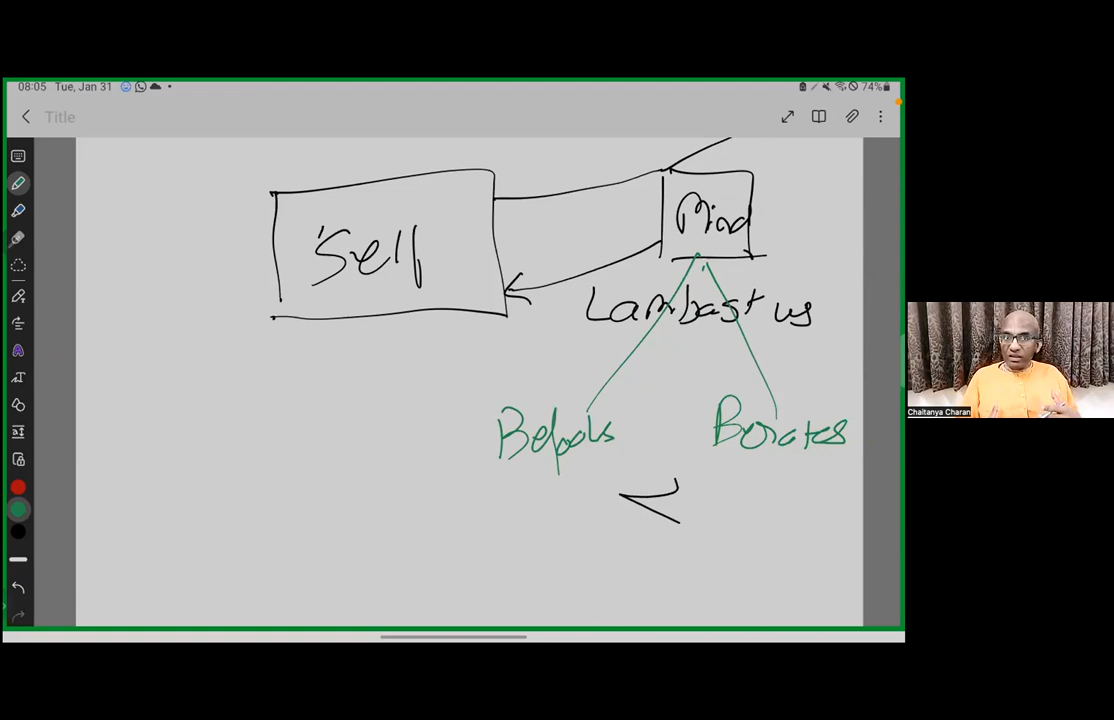 08:05 Tue, Jan 31 74%
Title
Self
Mind
Lambast us
Befools Berates
Chaitanya Charan